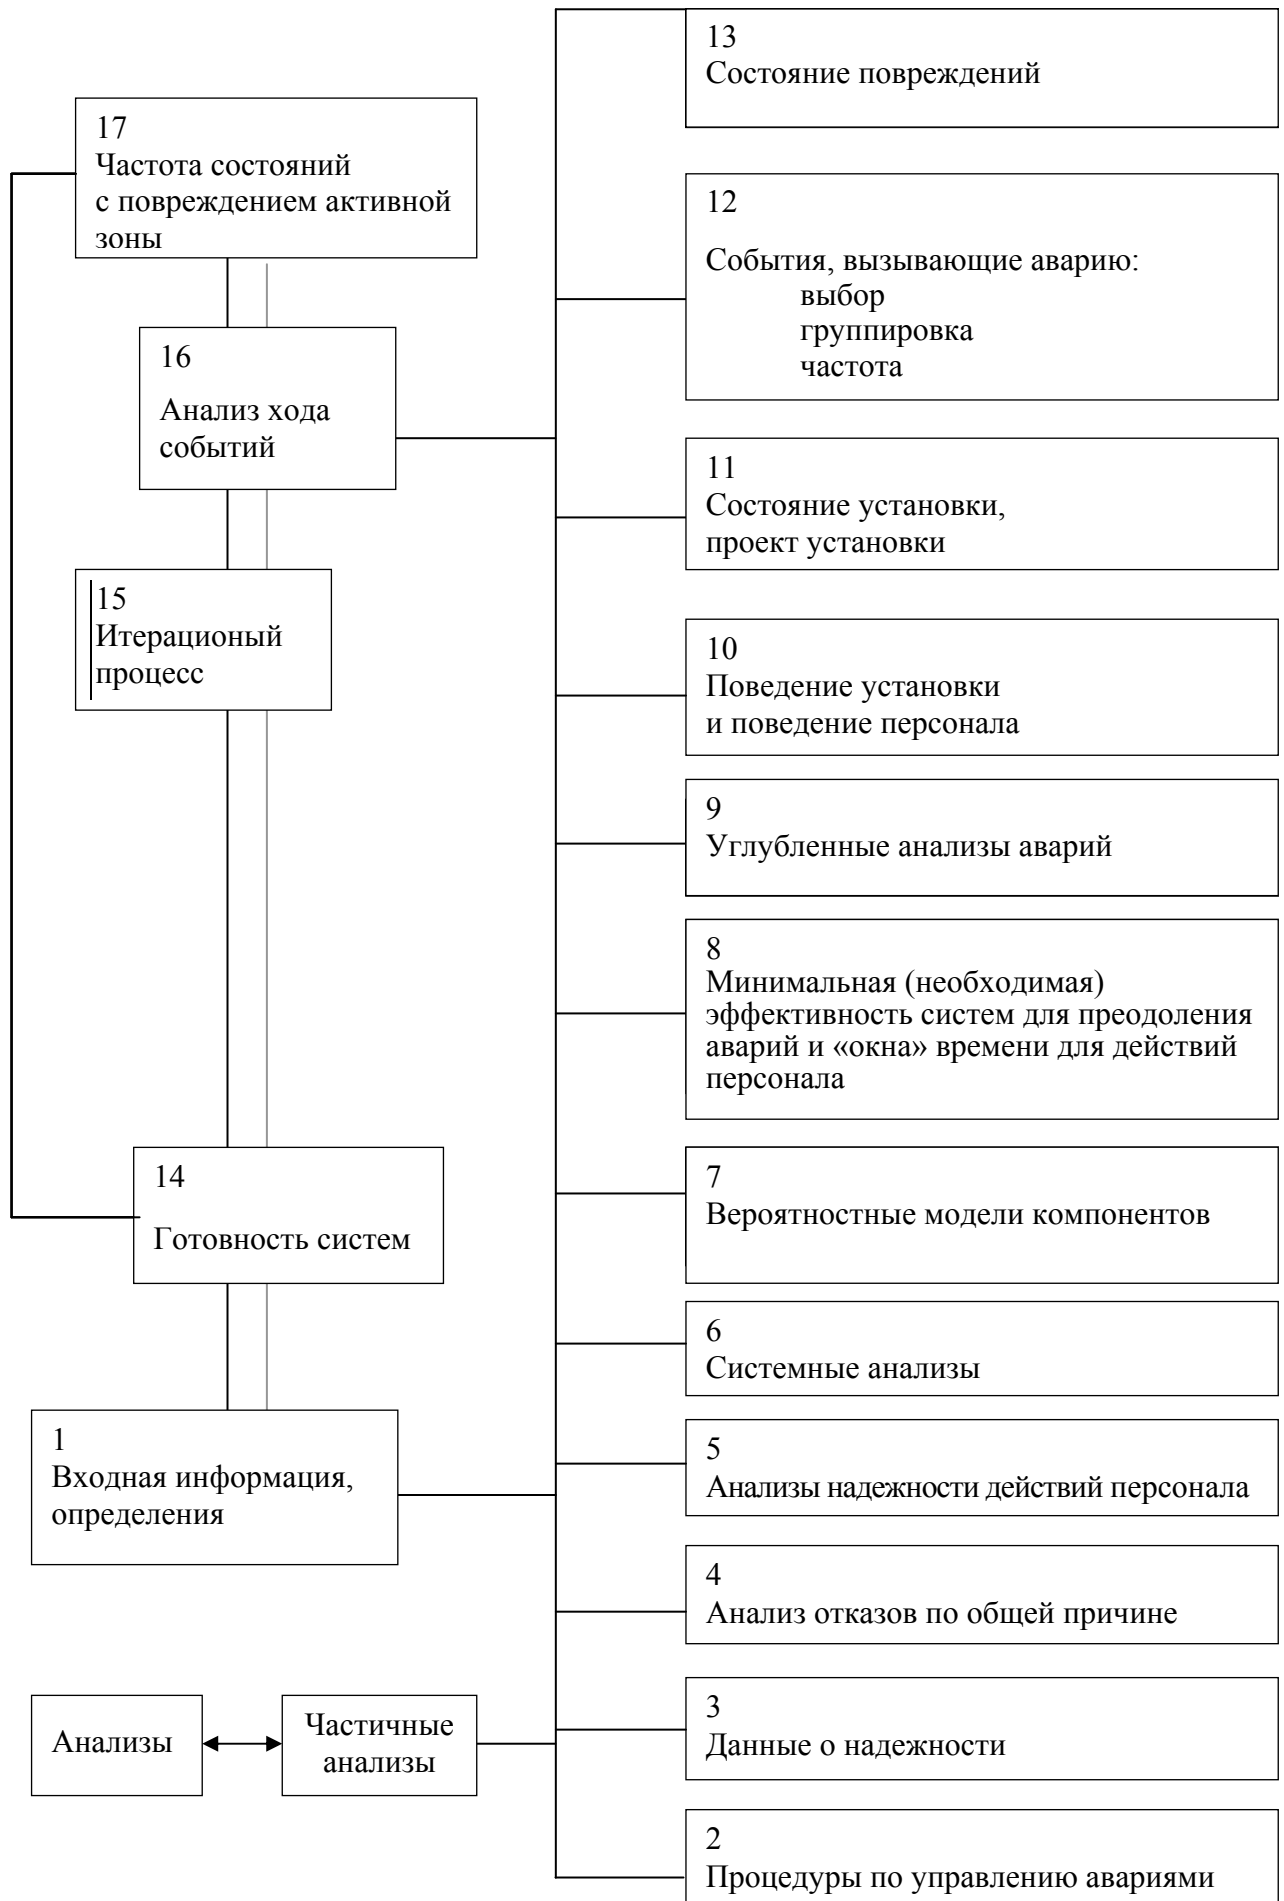 13
Состояние повреждений
17
Частота состояний
с повреждением активной
зоны
12
События, вызывающие аварию:
выбор
группировка
частота
16
Анализ хода
событий
11
Состояние установки,
проект установки
15
Итерационый
процесс
10
Поведение установки
и поведение персонала
9
Углубленные анализы аварий
8
Минимальная (необходимая)
эффективность систем для преодоления
аварий и «окна» времени для действий
персонала
14
Готовность систем
7
Вероятностные модели компонентов
6
Системные анализы
1
Входная информация,
определения
5
Анализы надежности действий персонала
4
Анализ отказов по общей причине
Анализы
Частичные
анализы
3
Данные о надежности
2
Процедуры по управлению авариями